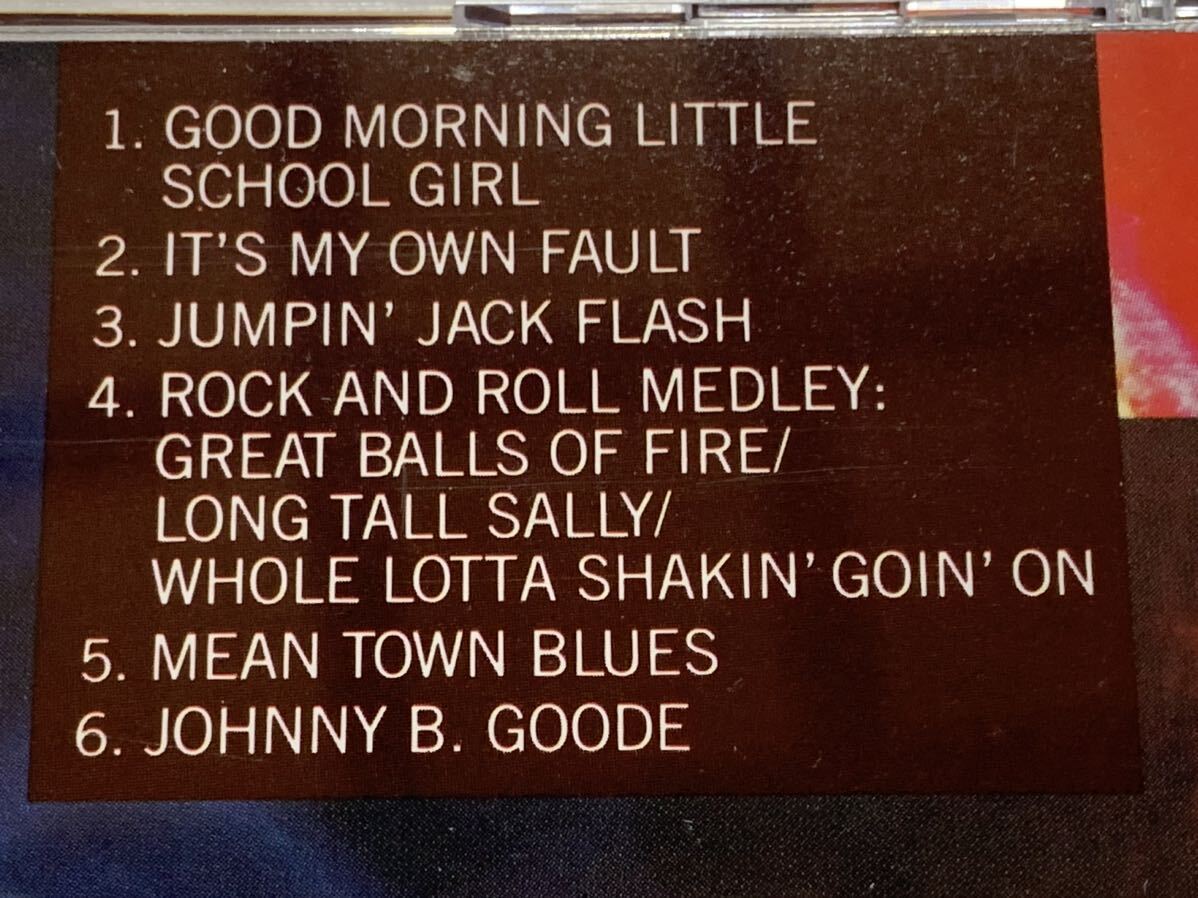 1. GOOD MORNING LITTLE
SCHOOL GIRL
2. IT'S MY OWN FAULT
3. JUMPIN' JACK FLASH
4. ROCK AND ROLL MEDLEY:
GREAT BALLS OF FIRE/
LONG TALL SALLY/
WHOLE LOTTA SHAKIN' GOIN' ON
5. MEAN TOWN BLUES
6. JOHNNY B. GOODE